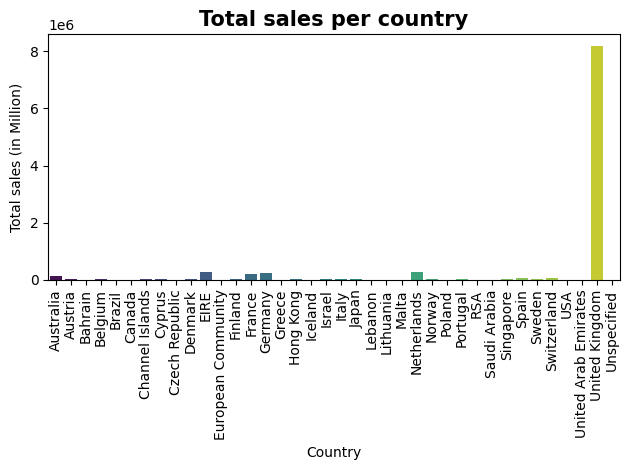 Total sales per country
1e6
Total sales (in Million)
8
6
4
2
0
Australia
Austria
Bahrain
Belgium
Brazil
Canada
Channel Islands
Cyprus
Czech Republic
Denmark
EIRE
European Community
Finland
France
Germany
Greece
Hong Kong
Iceland
Israel
Italy
Japan
Lebanon
Lithuania
Malta
Netherlands
Norway
Poland
Portugal
RSA
Saudi Arabia
Singapore
Spain
Sweden
Switzerland
USA
United Arab Emirates
United Kingdom
Unspecified
Country